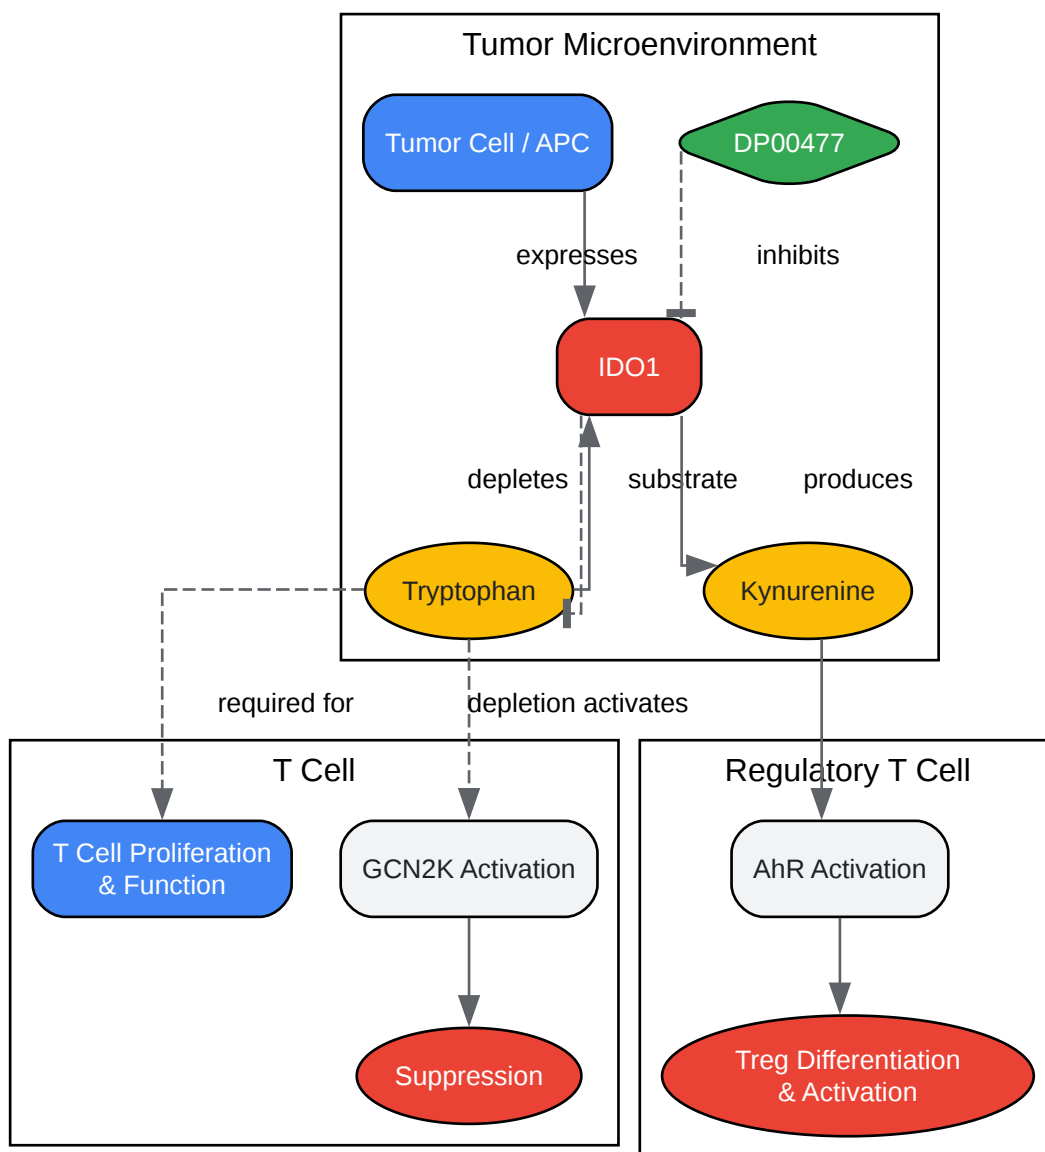 Tumor Microenvironment
Tumor Cell / APC
DP00477
expresses
inhibits
IDO1
depletes
substrate
produces
Tryptophan
Kynurenine
required for
depletion activates
T Cell
Regulatory T Cell
T Cell Proliferation
& Function
GCN2K Activation
AhR Activation
Suppression
Treg Differentiation
& Activation